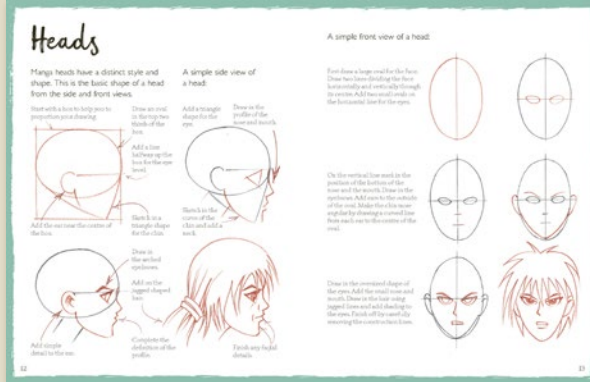 Heads
Manga heads have a distinct style and
shape. This is the basic shape of a head
from the side and front views.
Start with a box to help you to
proportion your drawing.
Draw an oval
in the top two
thirds of the
box.
Add a line
halfway up the
box for the eye
level.
Sketch in a
triangle
shape for
the chin.
Add the ear near the centre of
the box.
Draw in
the arched
eyebrows.
Add on the
jagged shaped
hair.
Add simple
detail to the ear.
Complete the
definition of the
profile.
A simple side view of
a head:
Add a triangle
shape for the
eye.
Draw in the
profile of the
nose and mouth.
Sketch in the
curve of the
chin and add a
neck.
Finish any facial
details.
12
A simple front view of a head:
First draw a large oval for the face.
Draw two lines dividing the face
horizontally and vertically through
its centre. Add two small ovals on
the horizontal line for the eyes.
On the vertical line mark in the
position of the bottom of the
nose and the mouth. Draw in the
eyebrows. Add ears to the outside
of the oval. Make the chin more
angular by drawing a curved line
from each ear to the centre of the
oval.
Draw in the oversized shape of
the eyes. Add the small nose and
mouth. Draw in the hair using
jagged lines and add shading to
the eyes. Finish off by carefully
removing the construction lines.
13